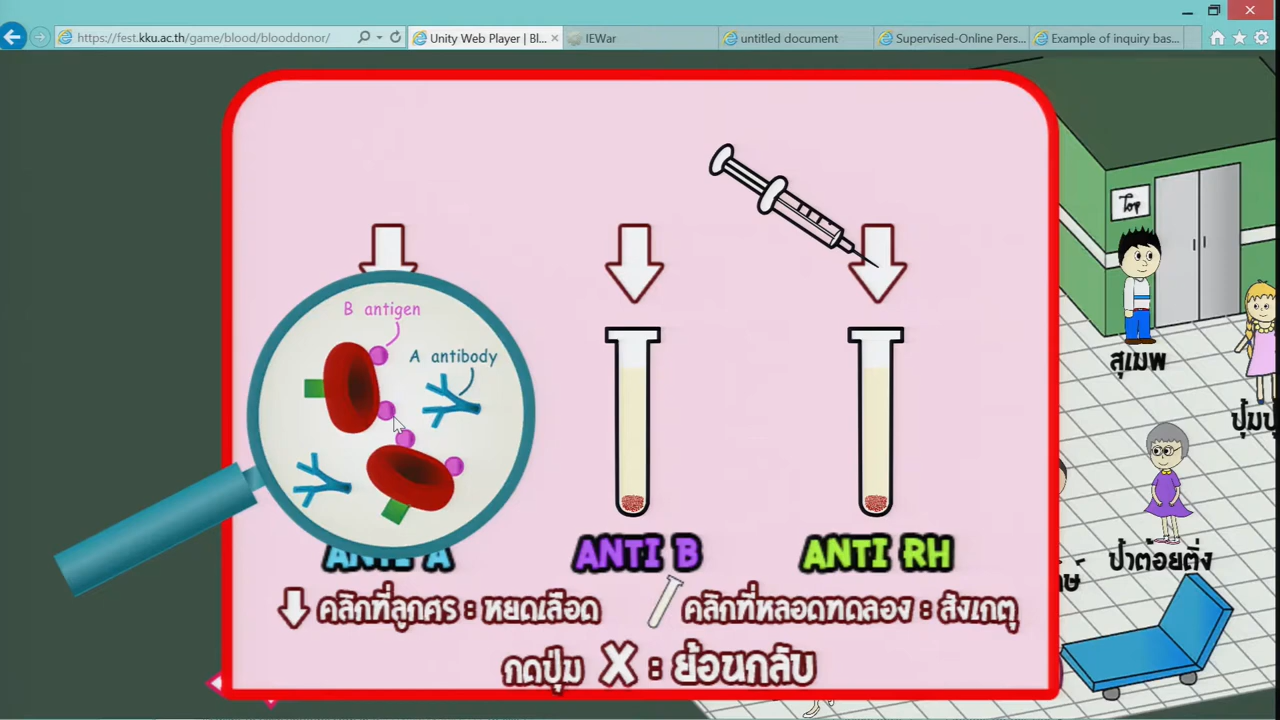 https://fest.kku.ac.th/game/blood/blooddonor/
Unity Web Player | Bl...
IEWar
untitled document
Supervised-Online Pers...
Example of inquiry bas...
Top
B antigen
A antibody
สุเมพ
ANTI A
ANTI B
ANTI RH
ป้าต๋อยติ่ง
คลิกที่ลูกศร : หยดเลือด
คลิกที่หลอดทดลอง : สังเกตุ
กดปุ่ม X : ย้อนกลับ